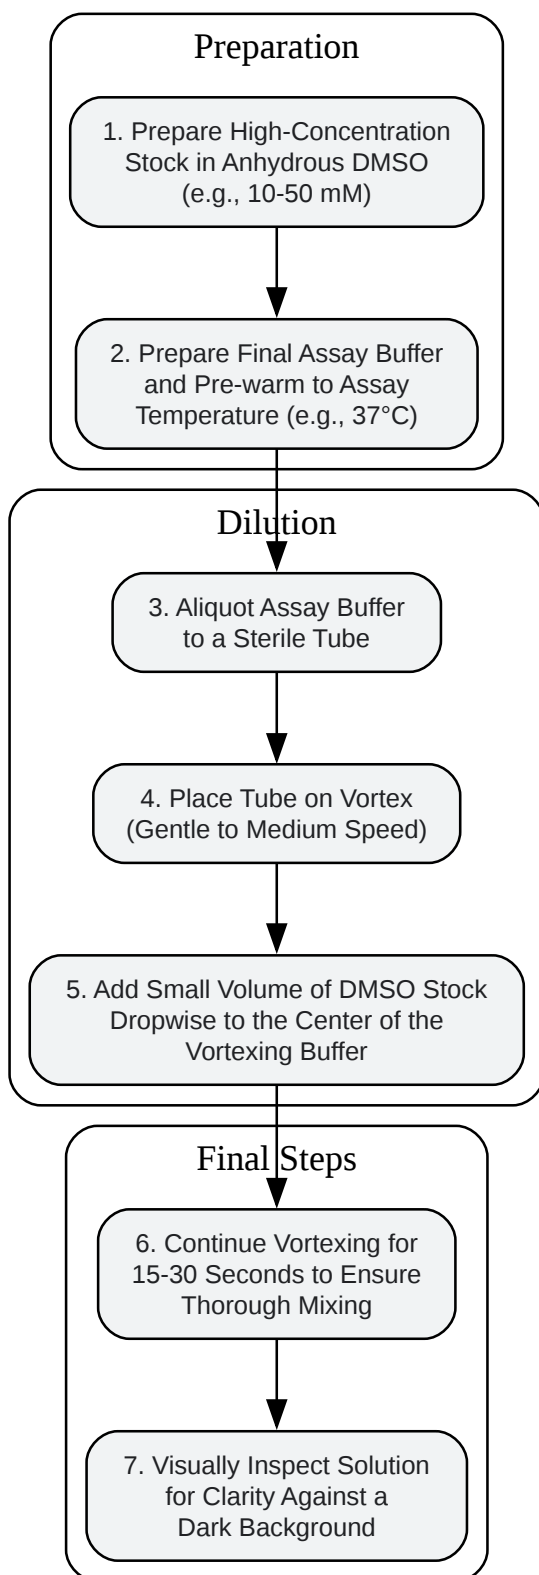 Preparation
1. Prepare High-Concentration
Stock in Anhydrous DMSO
(e.g., 10-50 mM)
2. Prepare Final Assay Buffer
and Pre-warm to Assay
Temperature (e.g., 37°C)
Dilution
3. Aliquot Assay Buffer
to a Sterile Tube
4. Place Tube on Vortex
(Gentle to Medium Speed)
5. Add Small Volume of DMSO Stock
Dropwise to the Center of the
Vortexing Buffer
Final Steps
6. Continue Vortexing for
15-30 Seconds to Ensure
Thorough Mixing
7. Visually Inspect Solution
for Clarity Against a
Dark Background